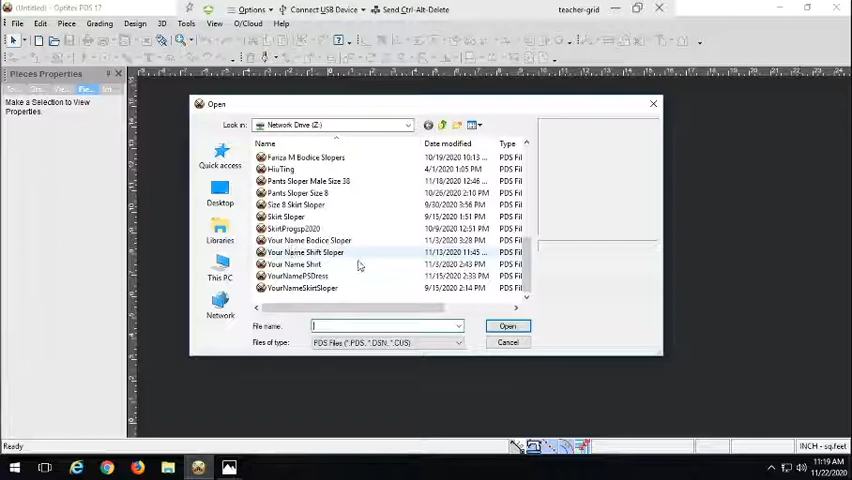 (Untitled) - Optitex PDS 17
Options
Connect USB Device
Send Ctrl-Alt-Delete
teacher-grid
File Edit Piece Grading Design 3D Tools View O/Cloud Help
Pieces Properties
Make a Selection to View Properties.
Open
Look in: Network Drive (Z:)
Name Date modified Type
Fariza M Bodice Slopers 10/19/2020 10:13 ... PDS Fil
HiuTing 4/1/2020 1:05 PM PDS Fil
Pants Sloper Male Size 38 11/18/2020 12:46 ... PDS Fil
Pants Sloper Size 8 10/26/2020 2:10 PM PDS Fil
Size 8 Skirt Sloper 9/30/2020 3:56 PM PDS Fil
Skirt Sloper 9/15/2020 1:51 PM PDS Fil
SkirtProgsp2020 10/9/2020 12:51 PM PDS Fil
Your Name Bodice Sloper 11/3/2020 3:28 PM PDS Fil
Your Name Shift Sloper 11/13/2020 11:45 ... PDS Fil
Your Name Shirt 11/3/2020 2:43 PM PDS Fil
YourNamePSDress 11/15/2020 2:33 PM PDS Fil
YourNameSkirtSloper 9/15/2020 2:14 PM PDS Fil
Quick access
Desktop
Libraries
This PC
Network
File name:
Open
Files of type: PDS Files (*.PDS, *.DSN, *.CUS)
Cancel
Ready
INCH - sq.feet
11:19 AM
11/22/2020